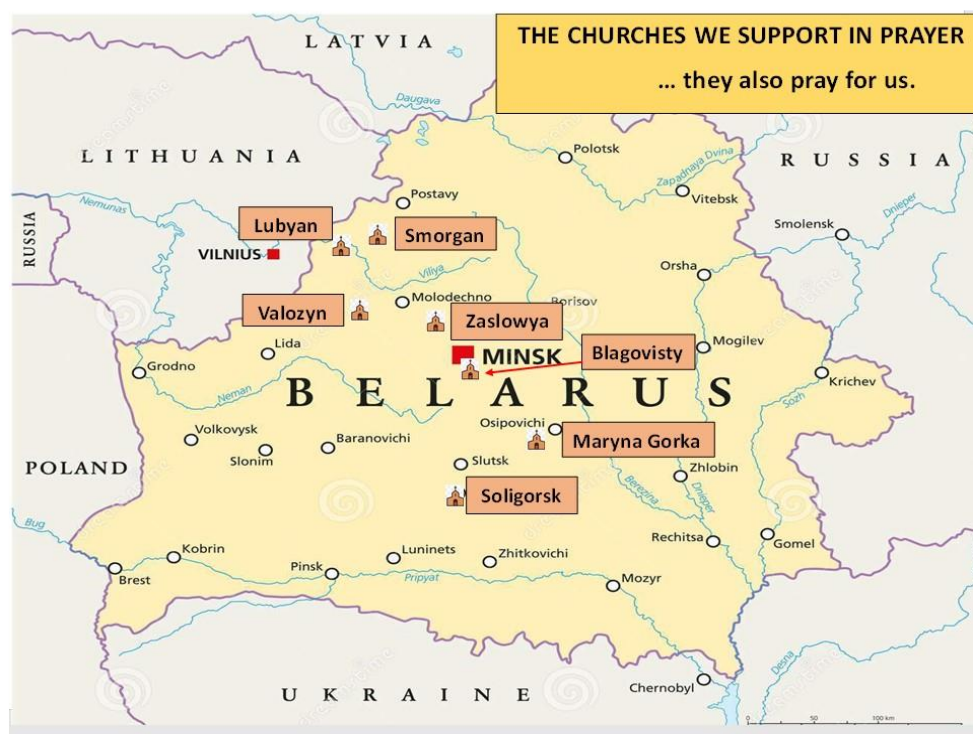 THE CHURCHES WE SUPPORT IN PRAYER
... they also pray for us.
LATVIA
Daugava
LITHUANIA
Polotsk
Zapadnaya Dvina
RUSSIA
Nemunas
Postavy
Vitebsk
Dnieper
RUSSIA
Lubyan
Smorgan
Smolensk
VILNIUS
Viliya
Orsha
Valozyn
Molodechno
Borisov
Zaslowya
Lida
MINSK
Blagovisty
Mogilev
Grodno
Krichev
Neman
BELARUS
Sozh
Volkovysk
Baranovichi
Osipovichi
Maryna Gorka
Slonim
POLAND
Slutsk
Zhlobin
Soligorsk
Berezina
Dnieper
Bug
Rechitsa
Gomel
Kobrin
Luninets
Zhitkovichi
Brest
Pinsk
Pripyat
Mozyr
Desna
Chernobyl
UKRAINE
0 50 100 km